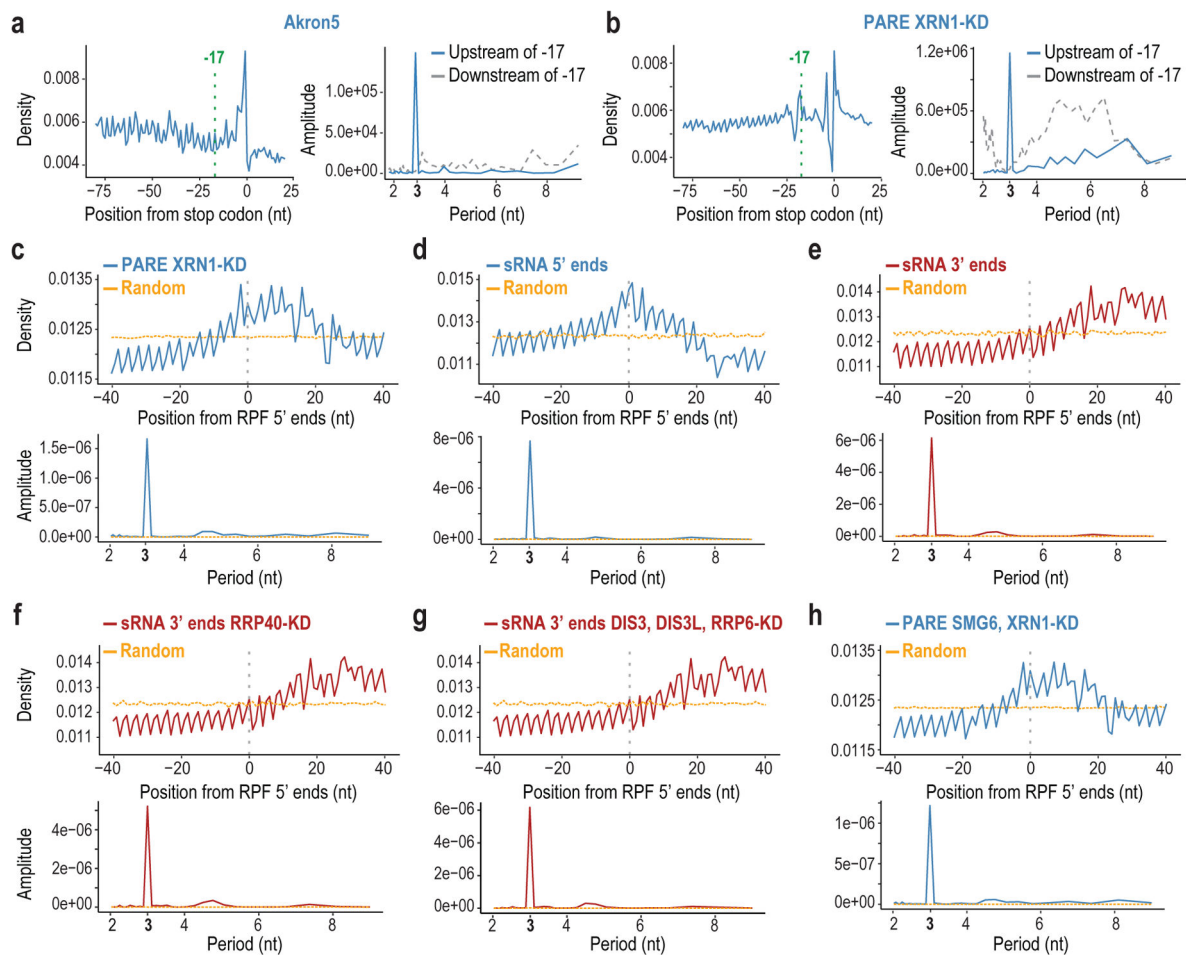 a
Akron5
Density
0.008
0.006
0.004
-17
−75
−50
−25
0
20
Position from stop codon (nt)
Amplitude
1.0e+05
5.0e+04
0.0e+00
Upstream of -17
Downstream of -17
2
3
4
6
8
Period (nt)
b
PARE XRN1-KD
Density
0.008
0.006
0.004
-17
−75
−50
−25
0
20
Position from stop codon (nt)
Amplitude
1.2e+06
6.0e+05
0.0e+00
Upstream of -17
Downstream of -17
2
3
4
6
8
Period (nt)
c
PARE XRN1-KD
Random
Density
0.0135
0.0125
0.0115
−40
−20
0
20
40
Position from RPF 5’ ends (nt)
Amplitude
1.5e−06
1.0e−06
5.0e−07
0.0e+00
2
3
4
6
8
Period (nt)
d
sRNA 5’ ends
Random
0.015
0.013
0.011
−40
−20
0
20
40
Position from RPF 5’ ends (nt)
8e−06
4e−06
0e+00
2
3
4
6
8
Period (nt)
e
sRNA 3’ ends
Random
0.014
0.013
0.012
0.011
−40
−20
0
20
40
Position from RPF 5’ ends (nt)
6e−06
4e−06
2e−06
0e+00
2
3
4
6
8
Period (nt)
f
sRNA 3’ ends RRP40-KD
Random
Density
0.014
0.013
0.012
0.011
−40
−20
0
20
40
Position from RPF 5’ ends (nt)
Amplitude
4e−06
2e−06
0e+00
2
3
4
6
8
Period (nt)
g
sRNA 3’ ends DIS3, DIS3L, RRP6-KD
Random
0.014
0.013
0.012
0.011
−40
−20
0
20
40
Position from RPF 5’ ends (nt)
6e−06
4e−06
2e−06
0e+00
2
3
4
6
8
Period (nt)
h
PARE SMG6, XRN1-KD
Random
0.0135
0.0125
0.0115
−40
−20
0
20
40
Position from RPF 5’ ends (nt)
1e−06
5e−07
0e+00
2
3
4
6
8
Period (nt)